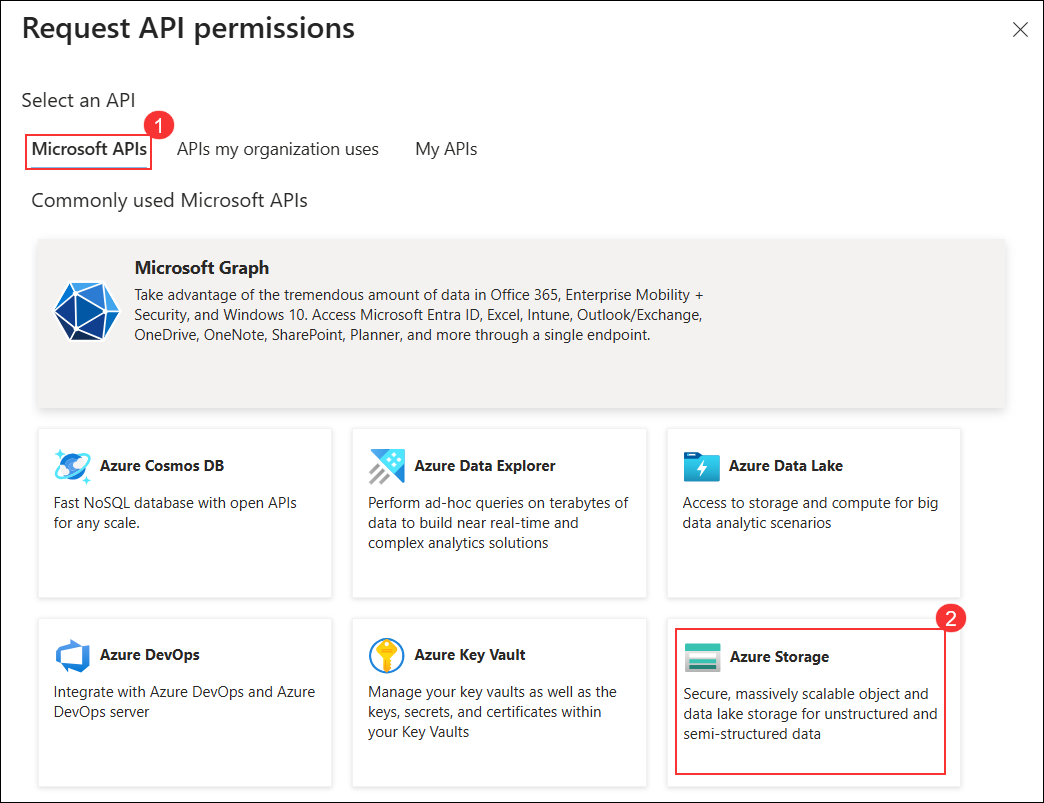 Request API permissions
Select an API
1
Microsoft APIs
APIs my organization uses
My APIs
Commonly used Microsoft APIs
Microsoft Graph
Take advantage of the tremendous amount of data in Office 365, Enterprise Mobility +
Security, and Windows 10. Access Microsoft Entra ID, Excel, Intune, Outlook/Exchange,
OneDrive, OneNote, SharePoint, Planner, and more through a single endpoint.
Azure Cosmos DB
Fast NoSQL database with open APIs
for any scale.
Azure Data Explorer
Perform ad-hoc queries on terabytes of
data to build near real-time and
complex analytics solutions
Azure Data Lake
Access to storage and compute for big
data analytic scenarios
Azure DevOps
Integrate with Azure DevOps and Azure
DevOps server
Azure Key Vault
Manage your key vaults as well as the
keys, secrets, and certificates within
your Key Vaults
2
Azure Storage
Secure, massively scalable object and
data lake storage for unstructured and
semi-structured data